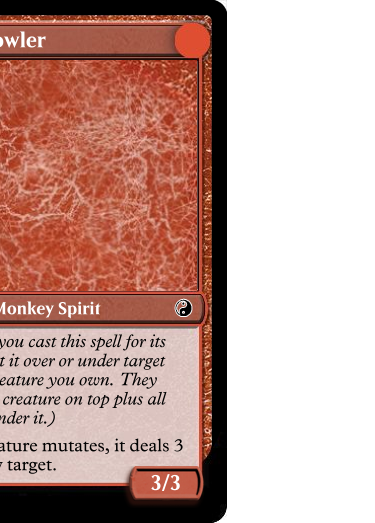 owler
Monkey Spirit
you cast this spell for its
t it over or under target
eature you own. They
creature on top plus all
nder it.)
ature mutates, it deals 3
target.
3/3